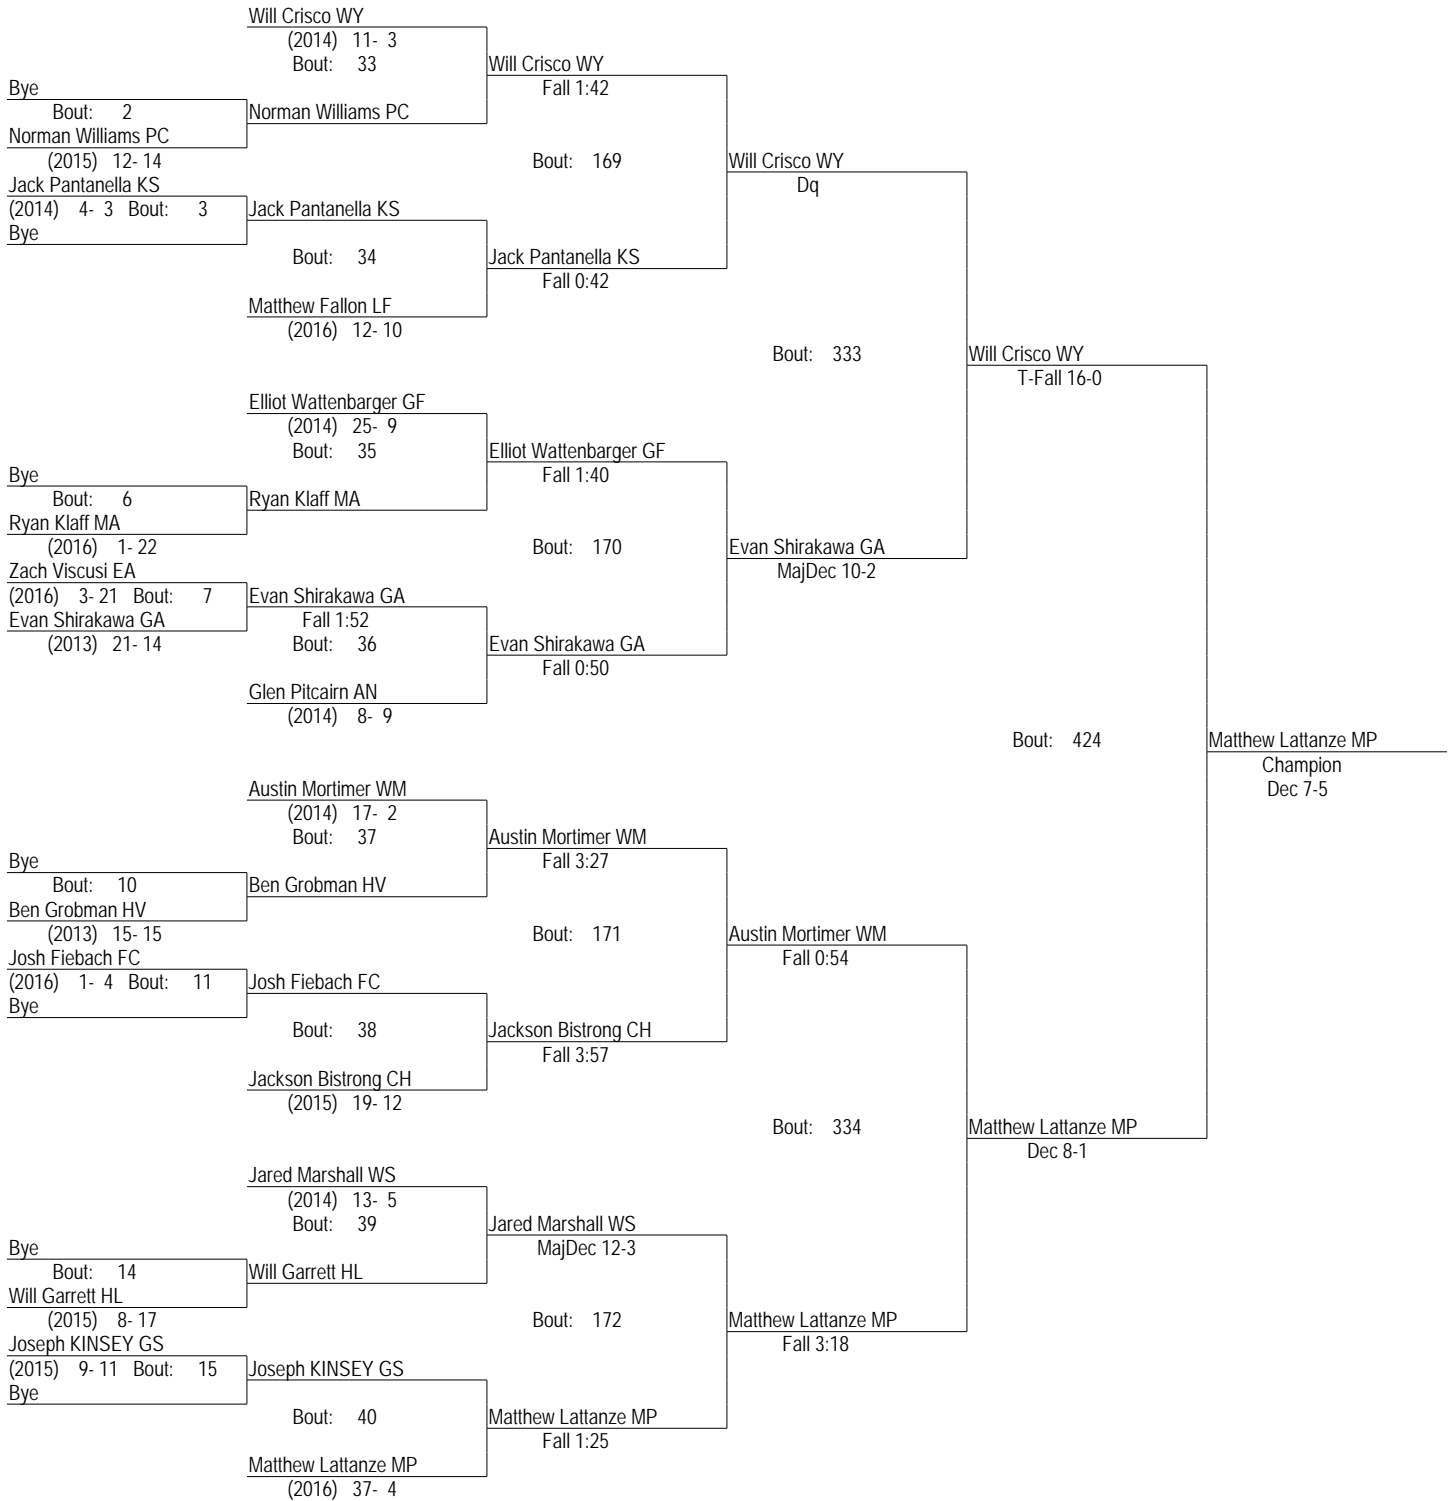 Will Crisco WY
(2014) 11- 3
Bout: 33
Will Crisco WY
Fall 1:42
Bye
Bout: 2
Norman Williams PC
Norman Williams PC
(2015) 12- 14
Bout: 169
Will Crisco WY
Dq
Jack Pantanella KS
(2014) 4- 3 Bout: 3
Bye
Jack Pantanella KS
Bout: 34
Jack Pantanella KS
Fall 0:42
Matthew Fallon LF
(2016) 12- 10
Bout: 333
Will Crisco WY
T-Fall 16-0
Elliot Wattenbarger GF
(2014) 25- 9
Bout: 35
Elliot Wattenbarger GF
Fall 1:40
Bye
Bout: 6
Ryan Klaff MA
Ryan Klaff MA
(2016) 1- 22
Bout: 170
Evan Shirakawa GA
MajDec 10-2
Zach Viscusi EA
(2016) 3- 21 Bout: 7
Evan Shirakawa GA
(2013) 21- 14
Evan Shirakawa GA
Fall 1:52
Bout: 36
Evan Shirakawa GA
Fall 0:50
Glen Pitcairn AN
(2014) 8- 9
Bout: 424
Matthew Lattanze MP
Champion
Dec 7-5
Austin Mortimer WM
(2014) 17- 2
Bout: 37
Austin Mortimer WM
Fall 3:27
Bye
Bout: 10
Ben Grobman HV
Ben Grobman HV
(2013) 15- 15
Bout: 171
Austin Mortimer WM
Fall 0:54
Josh Fiebach FC
(2016) 1- 4 Bout: 11
Bye
Josh Fiebach FC
Bout: 38
Jackson Bistrong CH
Fall 3:57
Jackson Bistrong CH
(2015) 19- 12
Bout: 334
Matthew Lattanze MP
Dec 8-1
Jared Marshall WS
(2014) 13- 5
Bout: 39
Jared Marshall WS
MajDec 12-3
Bye
Bout: 14
Will Garrett HL
Will Garrett HL
(2015) 8- 17
Bout: 172
Matthew Lattanze MP
Fall 3:18
Joseph KINSEY GS
(2015) 9- 11 Bout: 15
Bye
Joseph KINSEY GS
Bout: 40
Matthew Lattanze MP
Fall 1:25
Matthew Lattanze MP
(2016) 37- 4